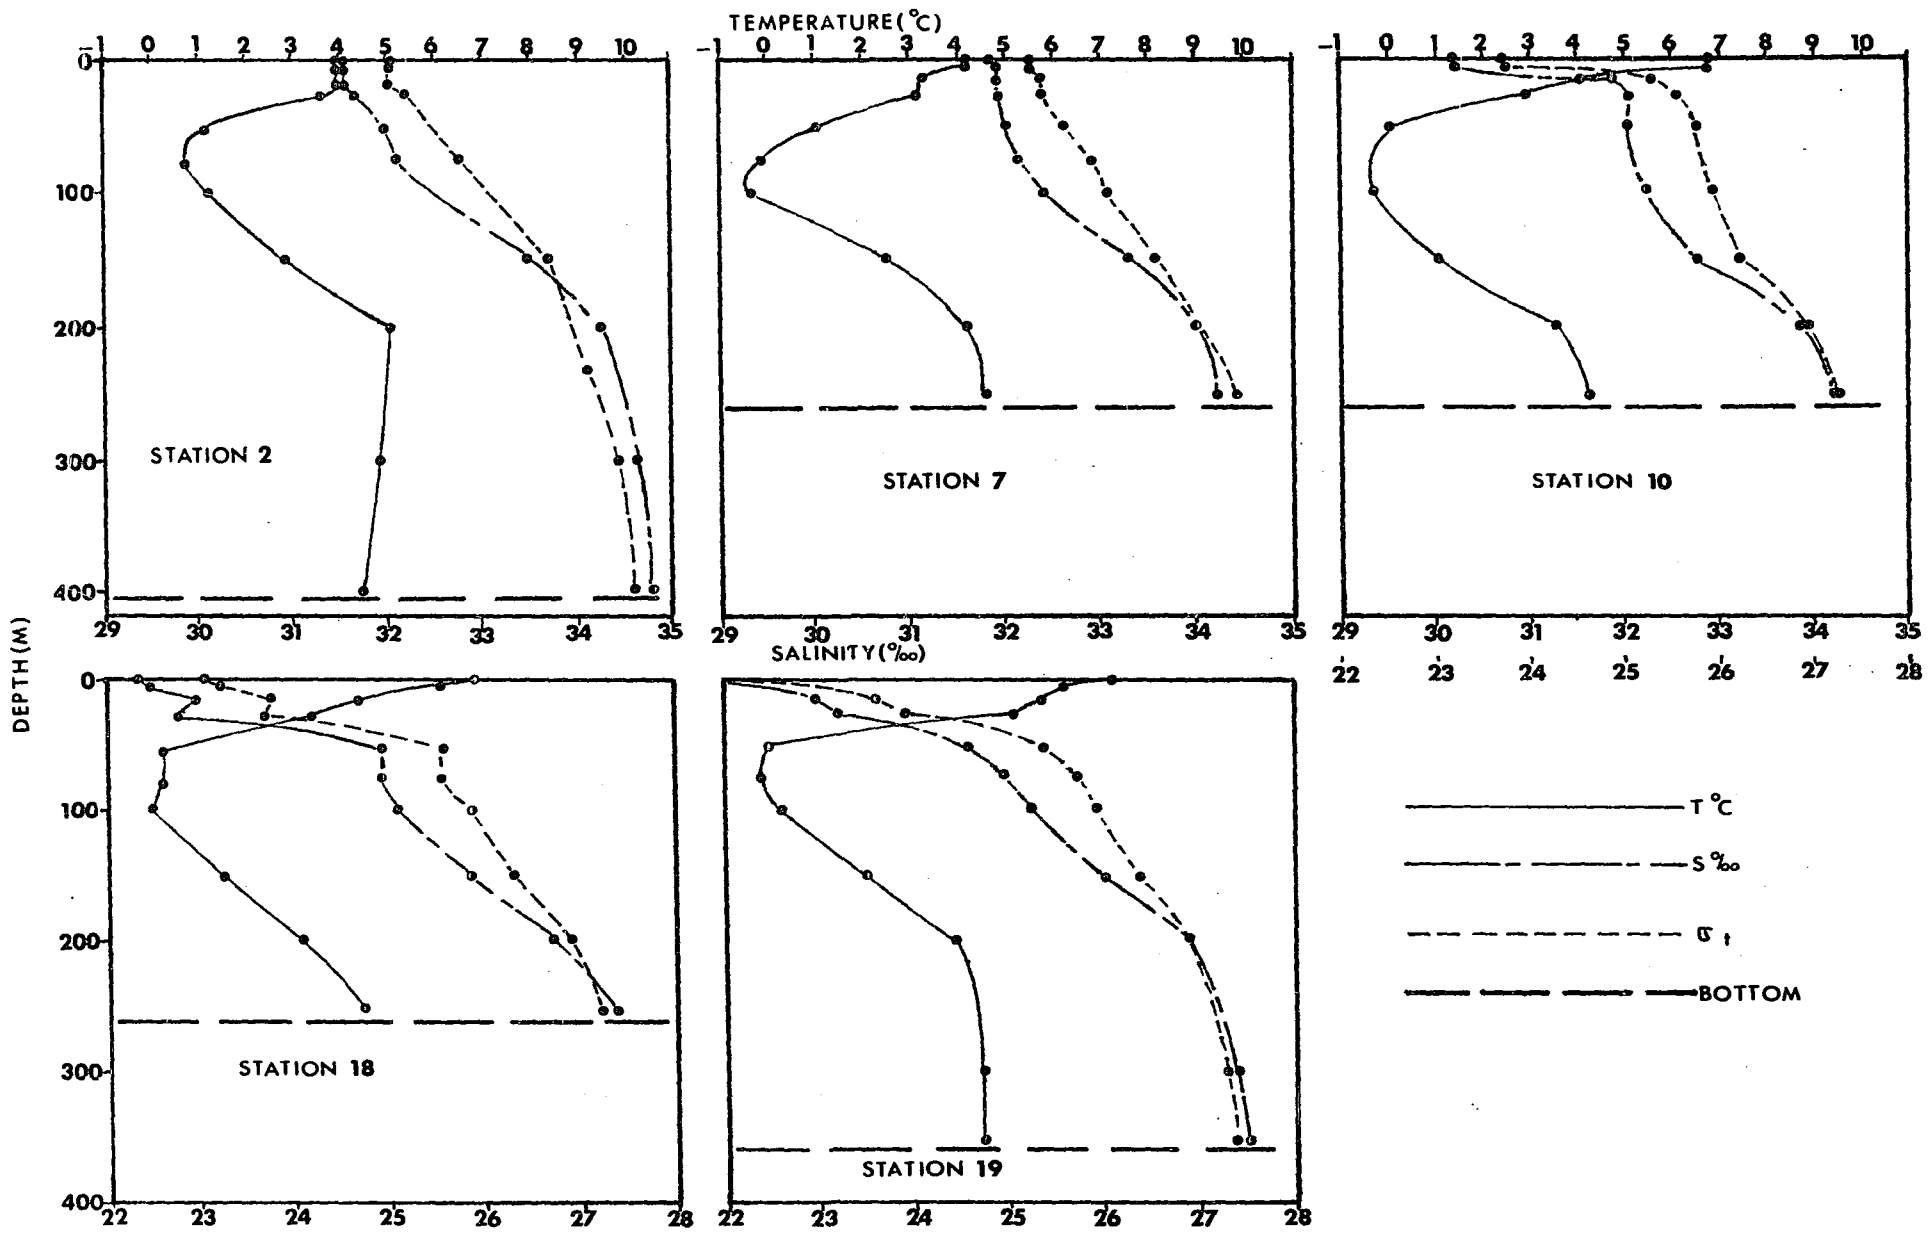 TEMPERATURE(°C)
-1 0 1 2 3 4 5 6 7 8 9 10
-1 0 1 2 3 4 5 6 7 8 9 10
-1 0 1 2 3 4 5 6 7 8 9 10
0
100
200
300
400
STATION 2
STATION 7
STATION 10
29 30 31 32 33 34 35
29 30 31 32 33 34 35
29 30 31 32 33 34 35
SALINITY(‰)
22 23 24 25 26 27 28
DEPTH(M)
0
100
200
300
400
STATION 18
STATION 19
22 23 24 25 26 27 28
22 23 24 25 26 27 28
T °C
S ‰
σ t
BOTTOM